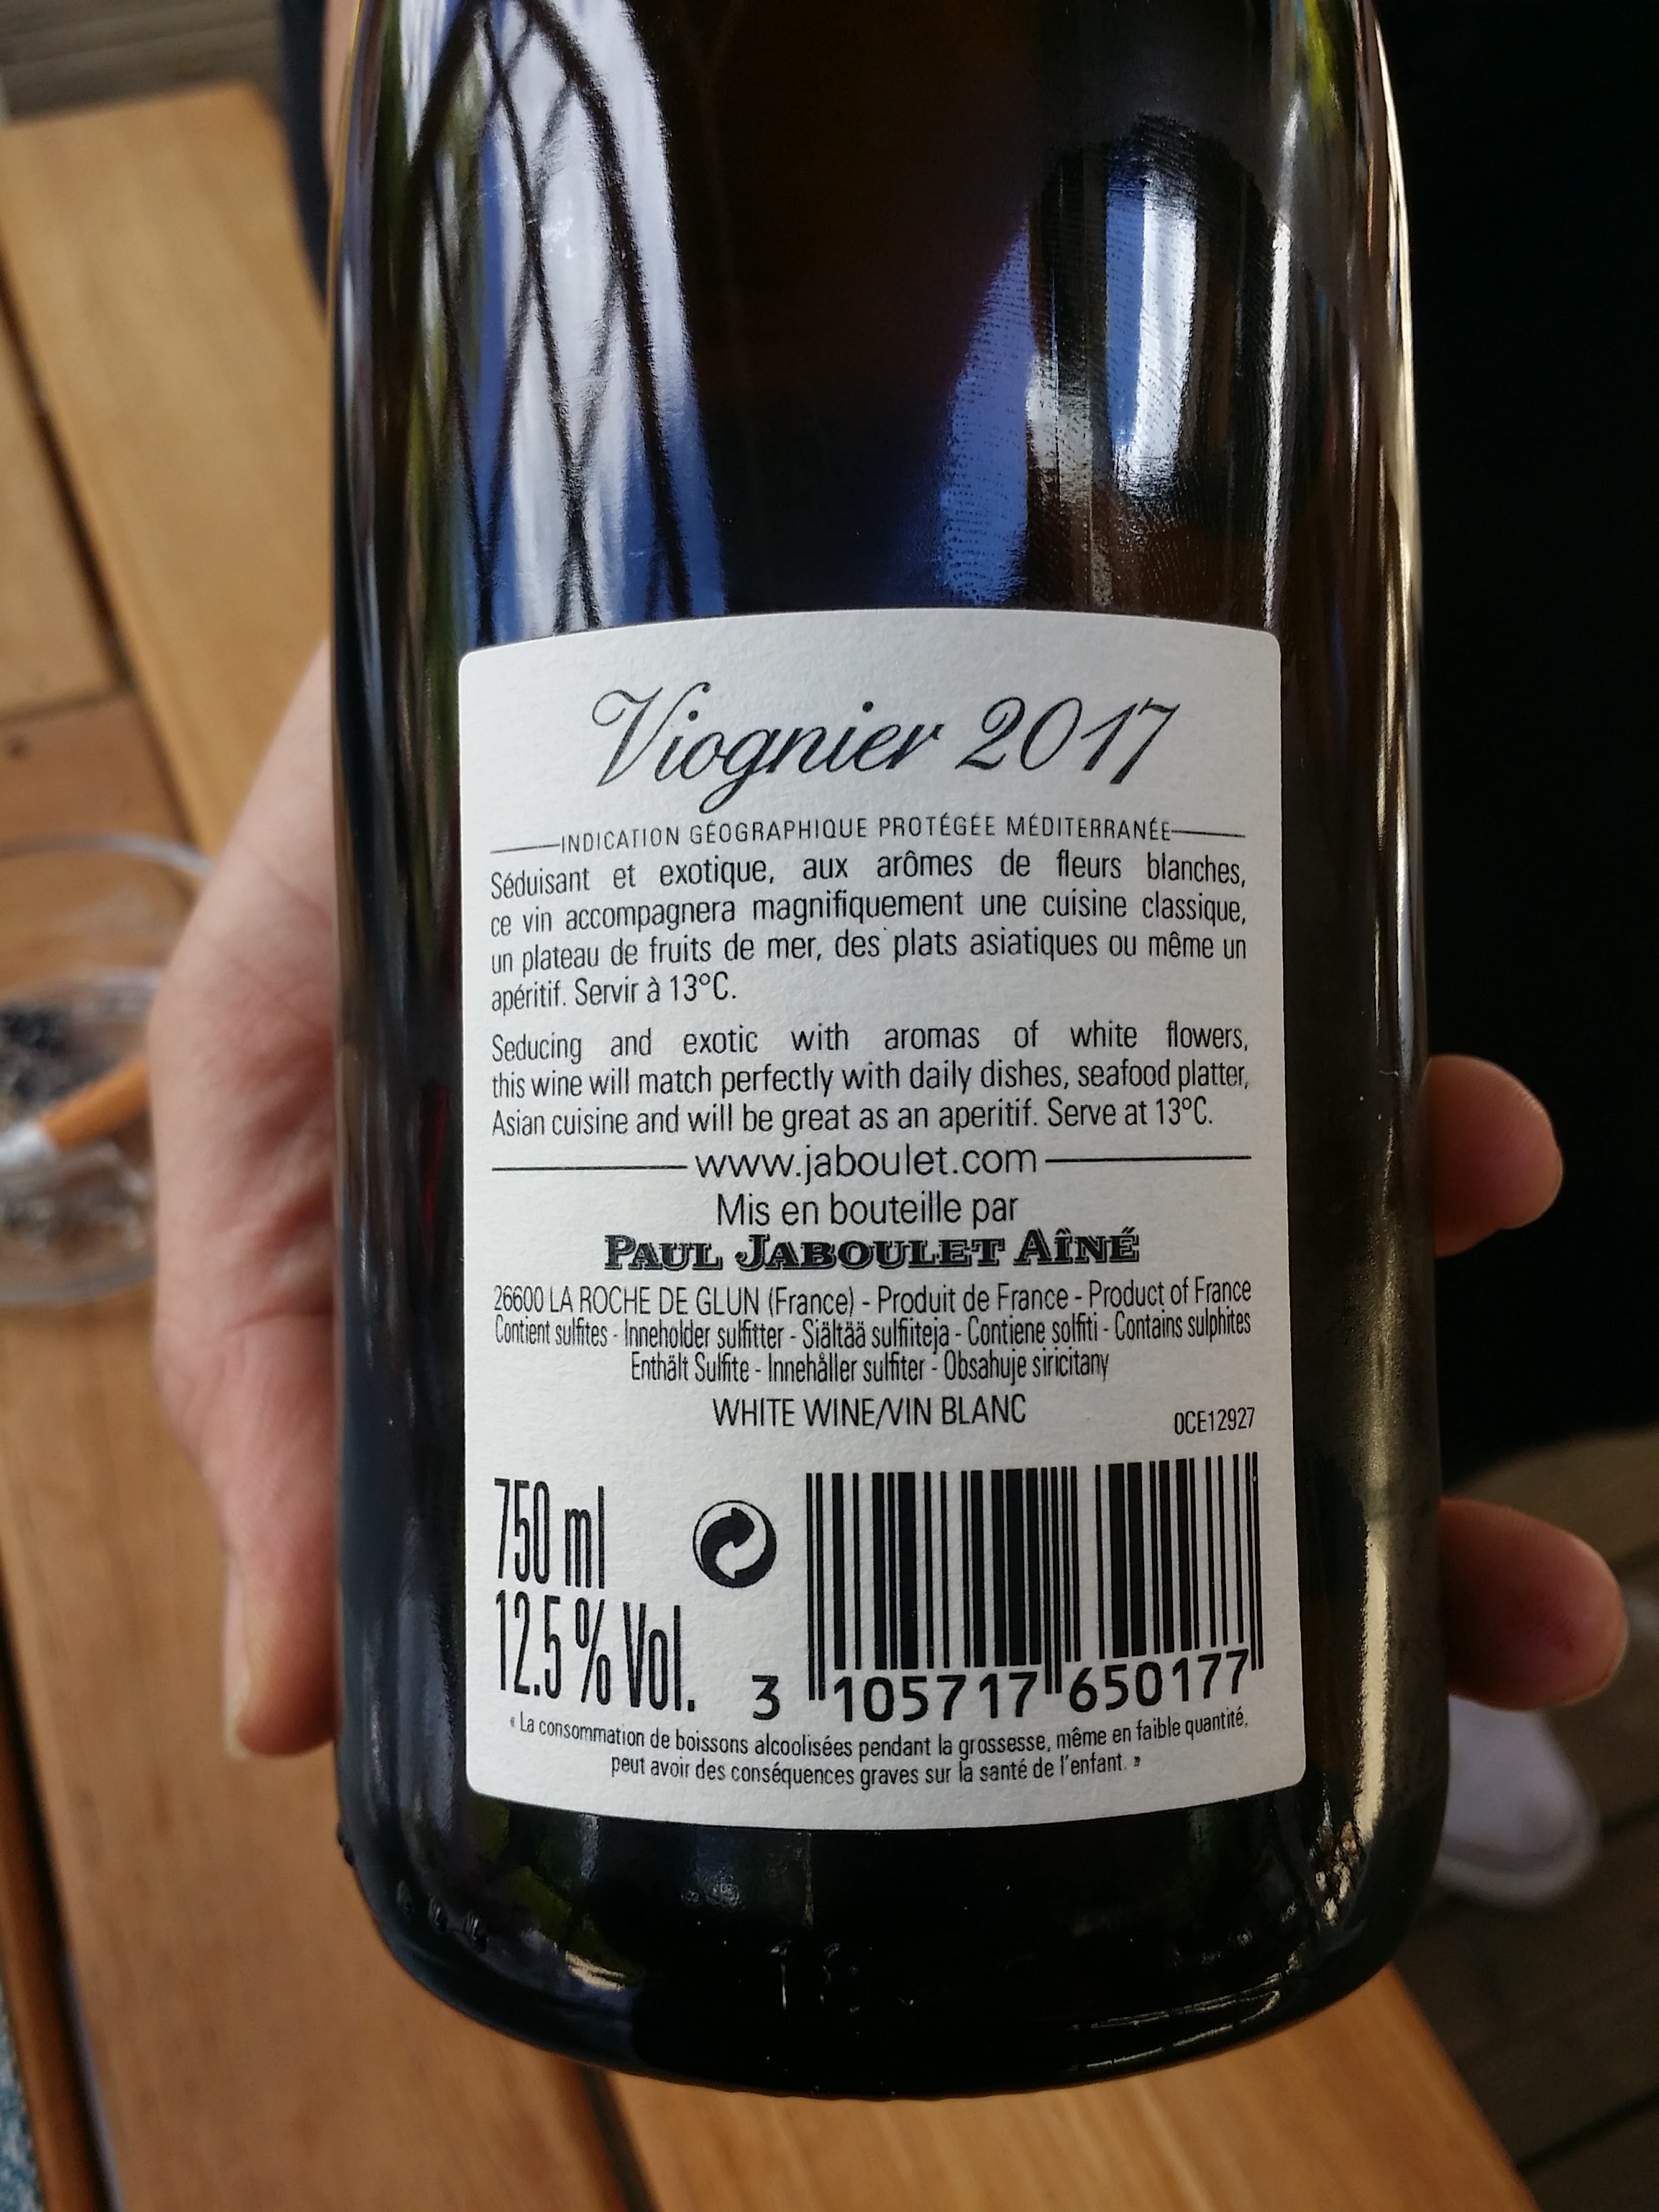 Viognier 2017
INDICATION GÉOGRAPHIQUE PROTÉGÉE MÉDITERRANÉE
Séduisant et exotique, aux arômes de fleurs blanches,
ce vin accompagnera magnifiquement une cuisine classique,
un plateau de fruits de mer, des plats asiatiques ou même un
apéritif. Servir à 13°C.
Seducing and exotic with aromas of white flowers,
this wine will match perfectly with daily dishes, seafood platter,
Asian cuisine and will be great as an aperitif. Serve at 13°C.
www.jaboulet.com
Mis en bouteille par
PAUL JABOULET AÎNÉ
26600 LA ROCHE DE GLUN (France) - Produit de France - Product of France
Contient sulfites - Inneholder sulfitter - Siältää sulfiiteja - Contiene solfiti - Contains sulphites
Enthält Sulfite - Innehåller sulfiter - Obsahuje siricitany
WHITE WINE/VIN BLANC
OCE12927
750 ml
12.5 % Vol.
3 105717 650177
« La consommation de boissons alcoolisées pendant la grossesse, même en faible quantité,
peut avoir des conséquences graves sur la santé de l'enfant. »